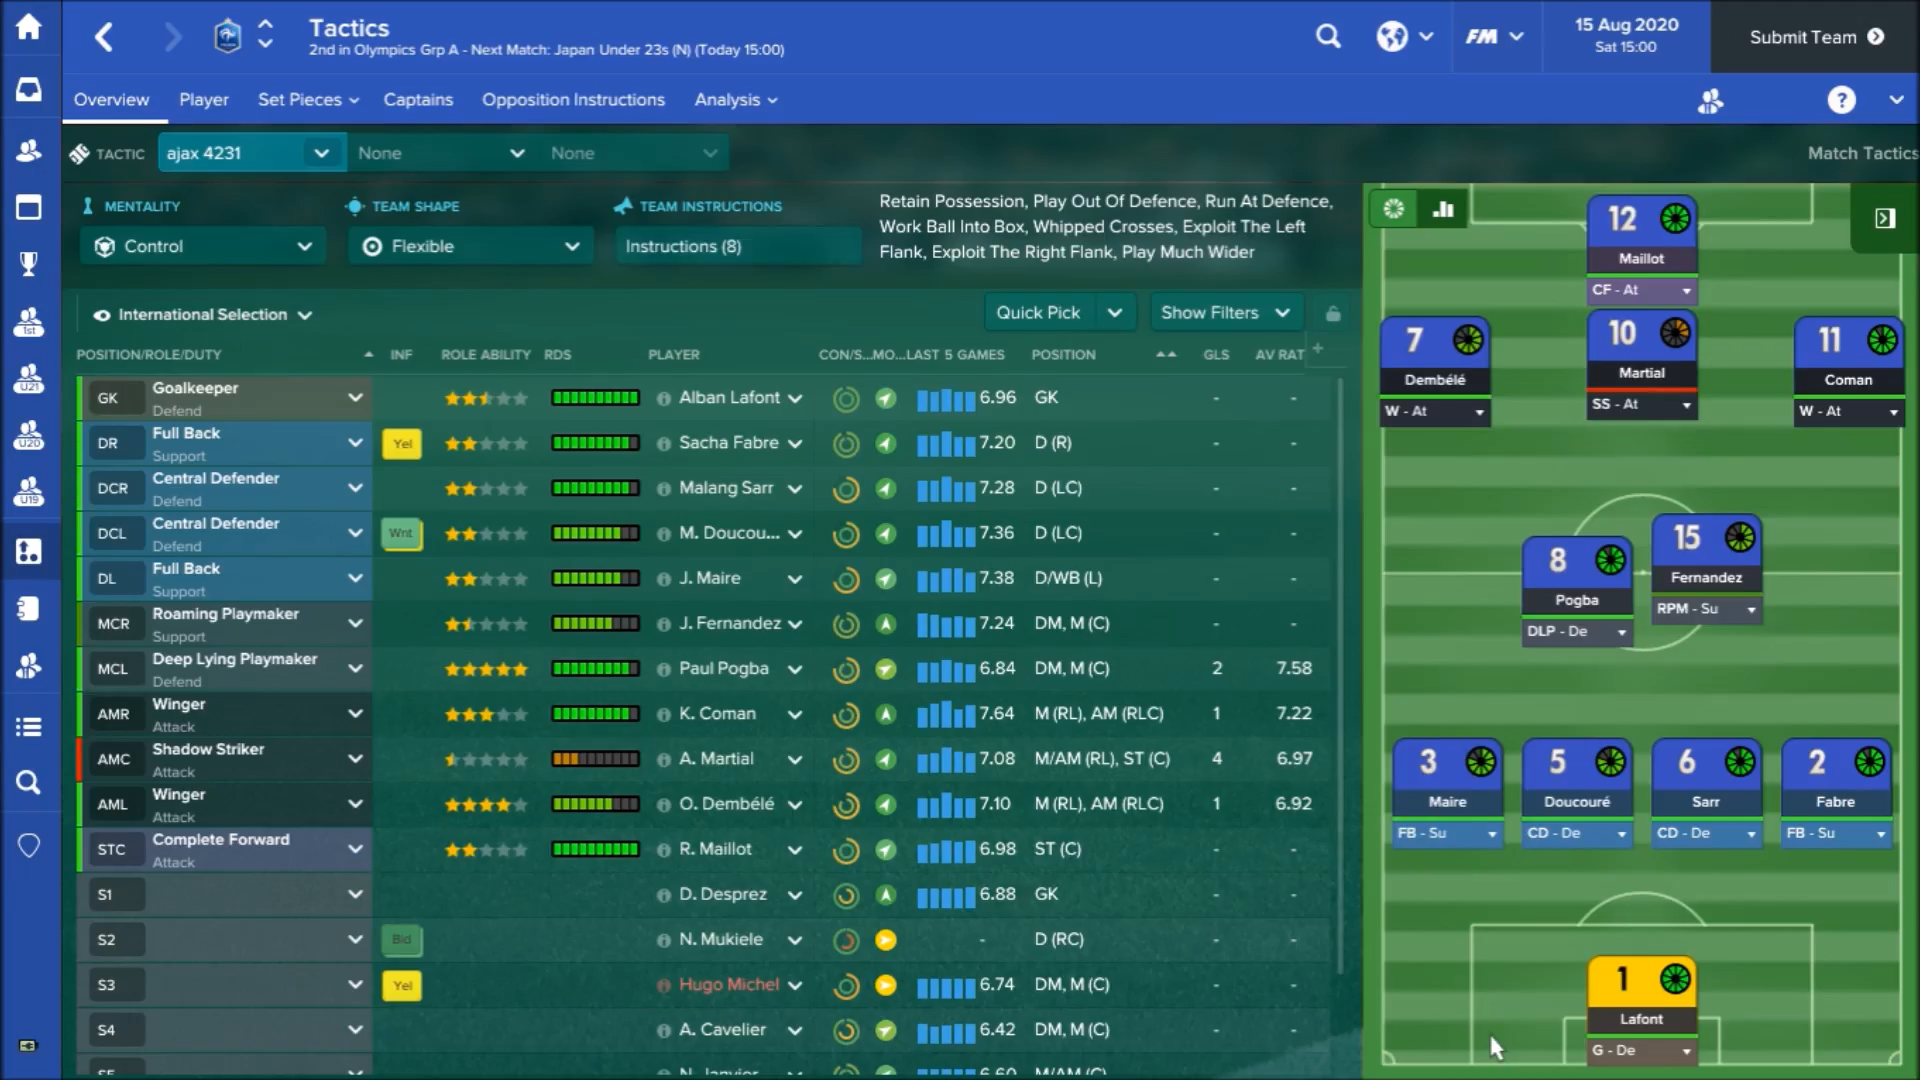 Tactics
2nd in Olympics Grp A - Next Match: Japan Under 23s (N) (Today 15:00)
FM
15 Aug 2020
Sat 15:00
Submit Team
Overview Player Set Pieces Captains Opposition Instructions Analysis
?
TACTIC ajax 4231 None None Match Tactics
MENTALITY TEAM SHAPE TEAM INSTRUCTIONS
Control Flexible Instructions (8)
Retain Possession, Play Out Of Defence, Run At Defence,
Work Ball Into Box, Whipped Crosses, Exploit The Left
Flank, Exploit The Right Flank, Play Much Wider
International Selection Quick Pick Show Filters
POSITION/ROLE/DUTY INF ROLE ABILITY RDS PLAYER CON/S... MO... LAST 5 GAMES POSITION GLS AV RAT +
GK Goalkeeper Defend Alban Lafont 6.96 GK - -
DR Full Back Support Yel Sacha Fabre 7.20 D (R) - -
DCR Central Defender Defend Malang Sarr 7.28 D (LC) - -
DCL Central Defender Defend Wnt M. Doucou... 7.36 D (LC) - -
DL Full Back Support J. Maire 7.38 D/WB (L) - -
MCR Roaming Playmaker Support J. Fernandez 7.24 DM, M (C) - -
MCL Deep Lying Playmaker Defend Paul Pogba 6.84 DM, M (C) 2 7.58
AMR Winger Attack K. Coman 7.64 M (RL), AM (RLC) 1 7.22
AMC Shadow Striker Attack A. Martial 7.08 M/AM (RL), ST (C) 4 6.97
AML Winger Attack O. Dembélé 7.10 M (RL), AM (RLC) 1 6.92
STC Complete Forward Attack R. Maillot 6.98 ST (C) - -
S1 D. Desprez 6.88 GK - -
S2 Bid N. Mukiele - D (RC) - -
S3 Yel Hugo Michel 6.74 DM, M (C) - -
S4 A. Cavelier 6.42 DM, M (C) - -
S5 N. Janvier 6.60 M/AM (C)
1st
U21
U20
U19
12
Maillot
CF - At
7
Dembélé
W - At
10
Martial
SS - At
11
Coman
W - At
8
Pogba
DLP - De
15
Fernandez
RPM - Su
3
Maire
FB - Su
5
Doucouré
CD - De
6
Sarr
CD - De
2
Fabre
FB - Su
1
Lafont
G - De